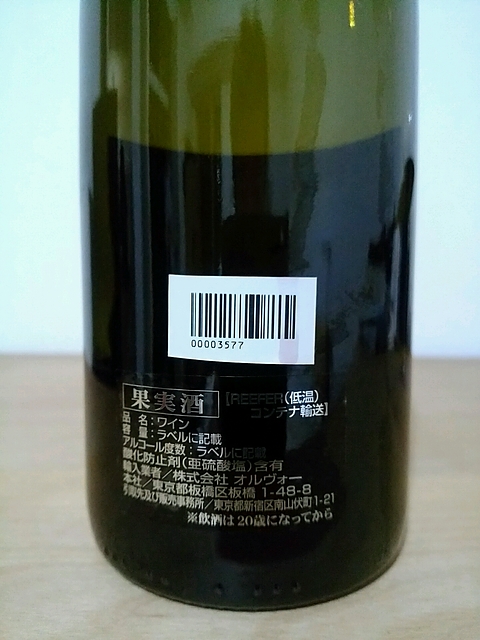 00003577
果実酒
【REEFER(低温)
コンテナ輸送】
品 名：ワイン
容 量：ラベルに記載
アルコール度数：ラベルに記載
酸化防止剤(亜硫酸塩)含有
輸入業者／株式会社 オルヴォー
本社／東京都板橋区板橋 1-48-8
引取先及び販売事務所／東京都新宿区南山伏町1-21
※飲酒は20歳になってから